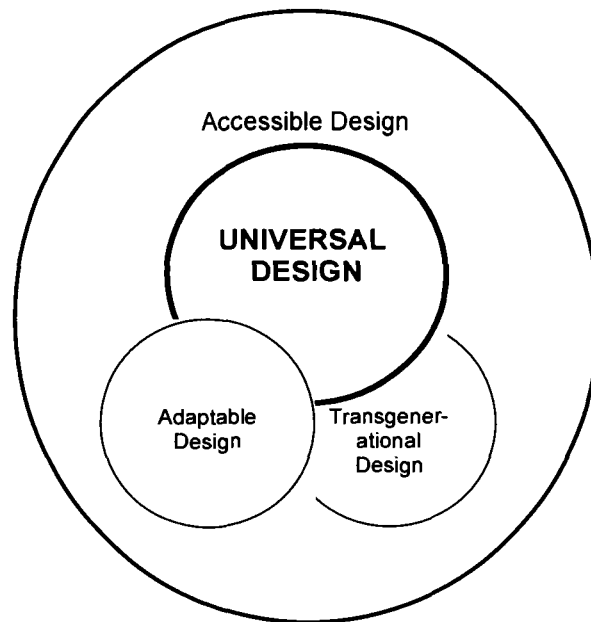 Accessible Design
UNIVERSAL
DESIGN
Adaptable
Design
Transgener-
ational
Design